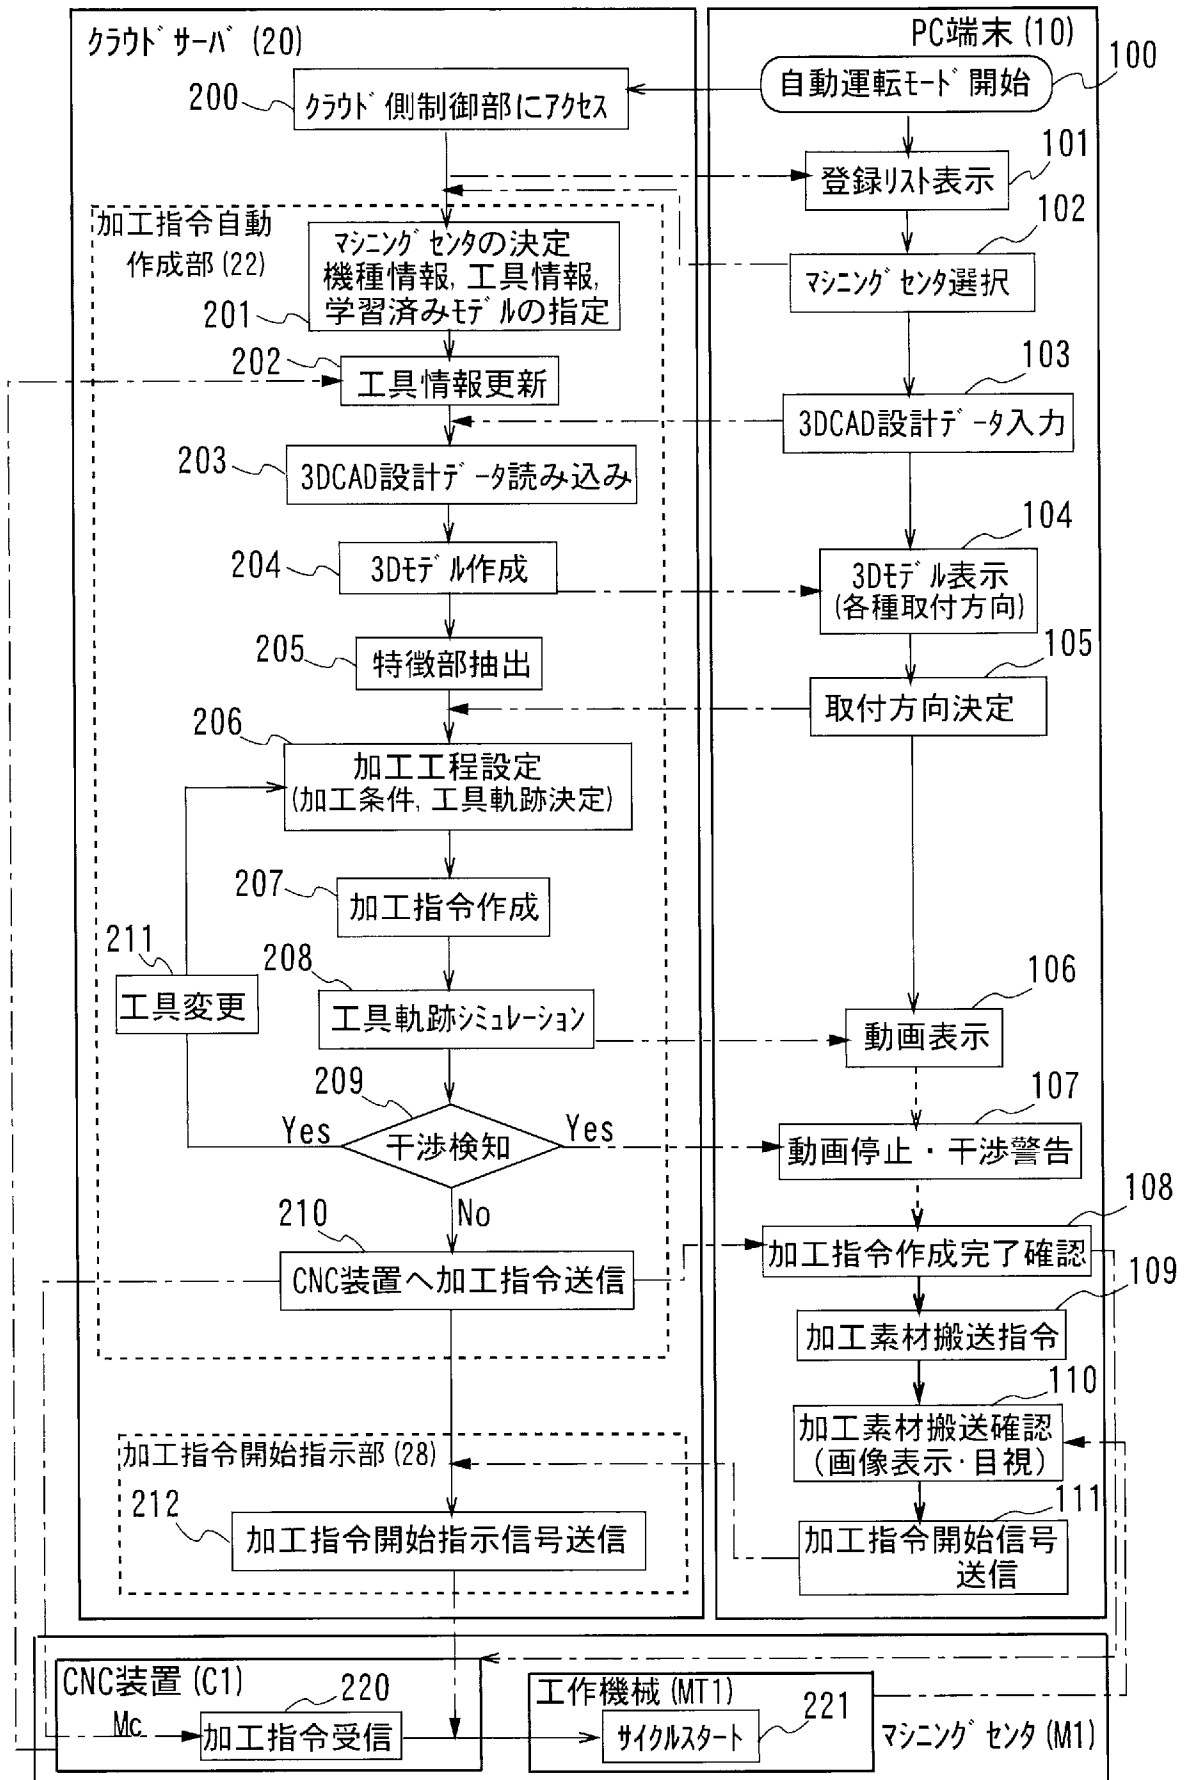 クラウドサーバ(20)
200
クラウド側制御部にアクセス
加工指令自動
作成部(22)
マシニングセンタの決定
機種情報,工具情報,
学習済みモデルの指定
201
202
工具情報更新
203
3DCAD設計データ読み込み
204
3Dモデル作成
205
特徴部抽出
206
加工工程設定
(加工条件,工具軌跡決定)
207
加工指令作成
211
工具変更
208
工具軌跡シミュレーション
209
Yes
干渉検知
Yes
No
210
CNC装置へ加工指令送信
加工指令開始指示部(28)
212
加工指令開始指示信号送信
PC端末(10)
100
自動運転モード開始
101
登録リスト表示
102
マシニングセンタ選択
103
3DCAD設計データ入力
104
3Dモデル表示
(各種取付方向)
105
取付方向決定
106
動画表示
107
動画停止・干渉警告
108
加工指令作成完了確認
109
加工素材搬送指令
110
加工素材搬送確認
(画像表示・目視)
111
加工指令開始信号
送信
CNC装置(C1)
220
Mc
加工指令受信
工作機械(MT1)
221
サイクルスタート
マシニングセンタ(M1)